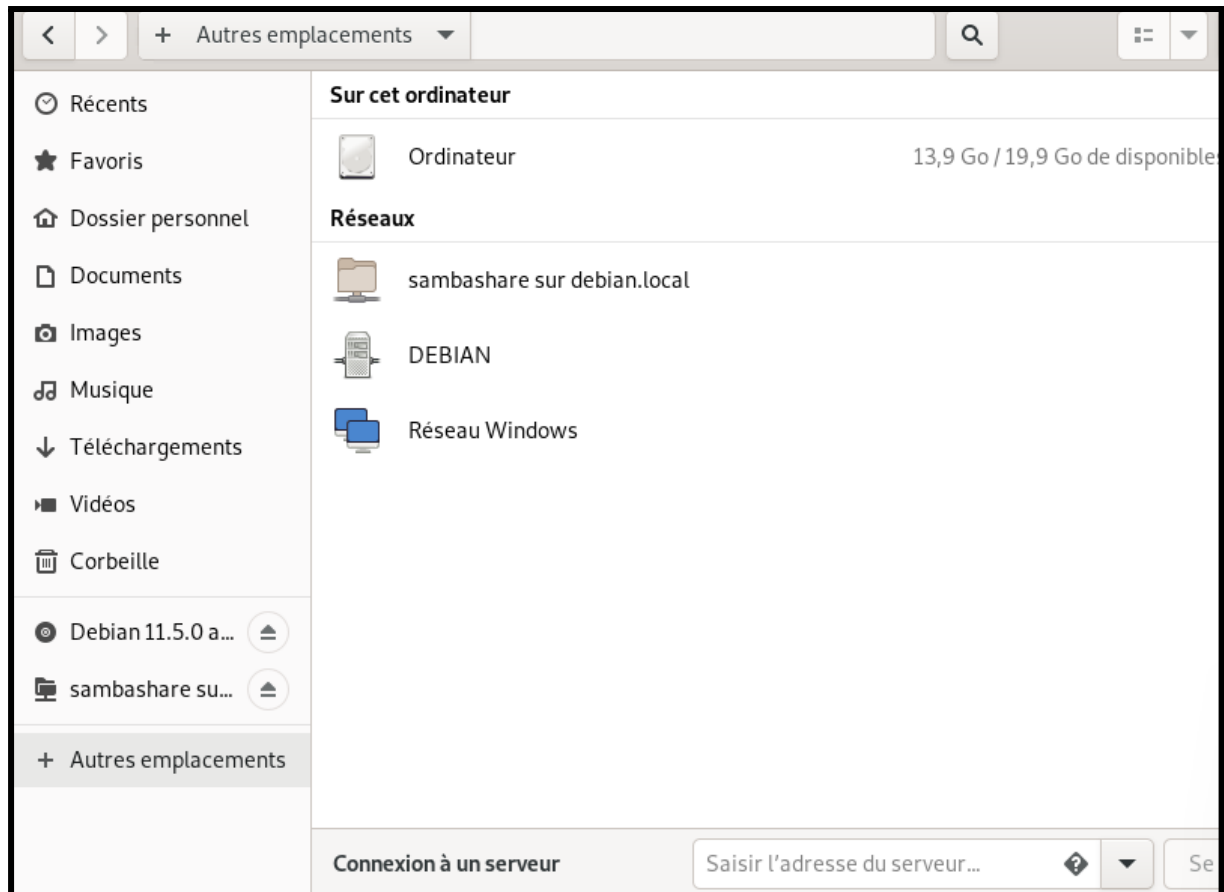 Autres emplacements
Récents
Favoris
Dossier personnel
Documents
Images
Musique
Téléchargements
Vidéos
Corbeille
Debian 11.5.0 a...
sambashare su...
Autres emplacements
Sur cet ordinateur
Ordinateur
13,9 Go / 19,9 Go de disponibles
Réseaux
sambashare sur debian.local
DEBIAN
Réseau Windows
Connexion à un serveur
Saisir l’adresse du serveur…
Se